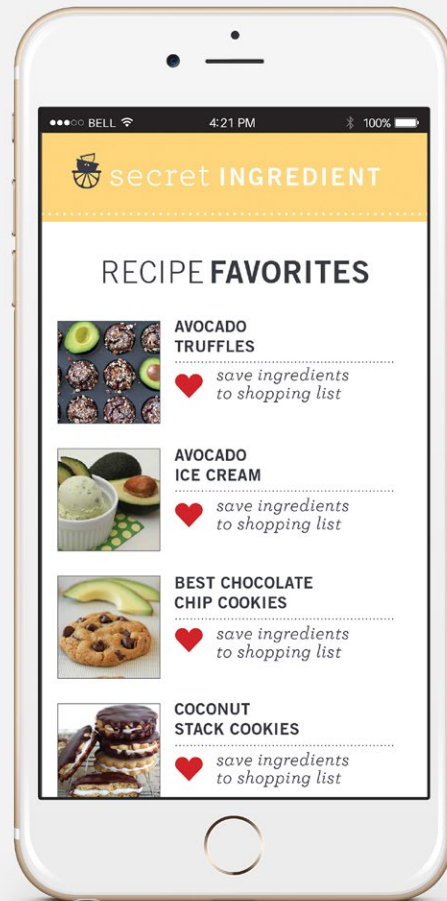 BELL 4:21 PM 100%
secret INGREDIENT
RECIPE FAVORITES
AVOCADO
TRUFFLES
save ingredients
to shopping list
AVOCADO
ICE CREAM
save ingredients
to shopping list
BEST CHOCOLATE
CHIP COOKIES
save ingredients
to shopping list
COCONUT
STACK COOKIES
save ingredients
to shopping list